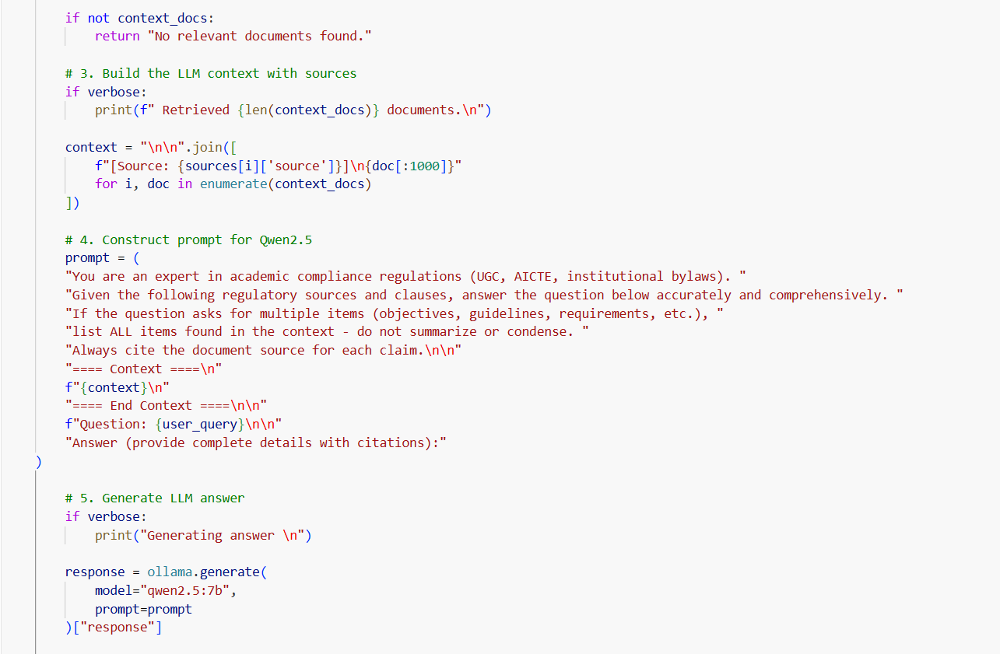 if not context_docs:
    return "No relevant documents found."

# 3. Build the LLM context with sources
if verbose:
    print(f" Retrieved {len(context_docs)} documents.\n")

context = "\n\n".join([
    f"[Source: {sources[i]['source']}]\n{doc[:1000]}"
    for i, doc in enumerate(context_docs)
])

# 4. Construct prompt for Qwen2.5
prompt = (
"You are an expert in academic compliance regulations (UGC, AICTE, institutional bylaws). "
"Given the following regulatory sources and clauses, answer the question below accurately and comprehensively. "
"If the question asks for multiple items (objectives, guidelines, requirements, etc.), "
"list ALL items found in the context - do not summarize or condense. "
"Always cite the document source for each claim.\n\n"
"==== Context ====\n"
f"{context}\n"
"==== End Context ====\n\n"
f"Question: {user_query}\n\n"
"Answer (provide complete details with citations):"
)

# 5. Generate LLM answer
if verbose:
    print("Generating answer \n")

response = ollama.generate(
    model="qwen2.5:7b",
    prompt=prompt
)["response"]